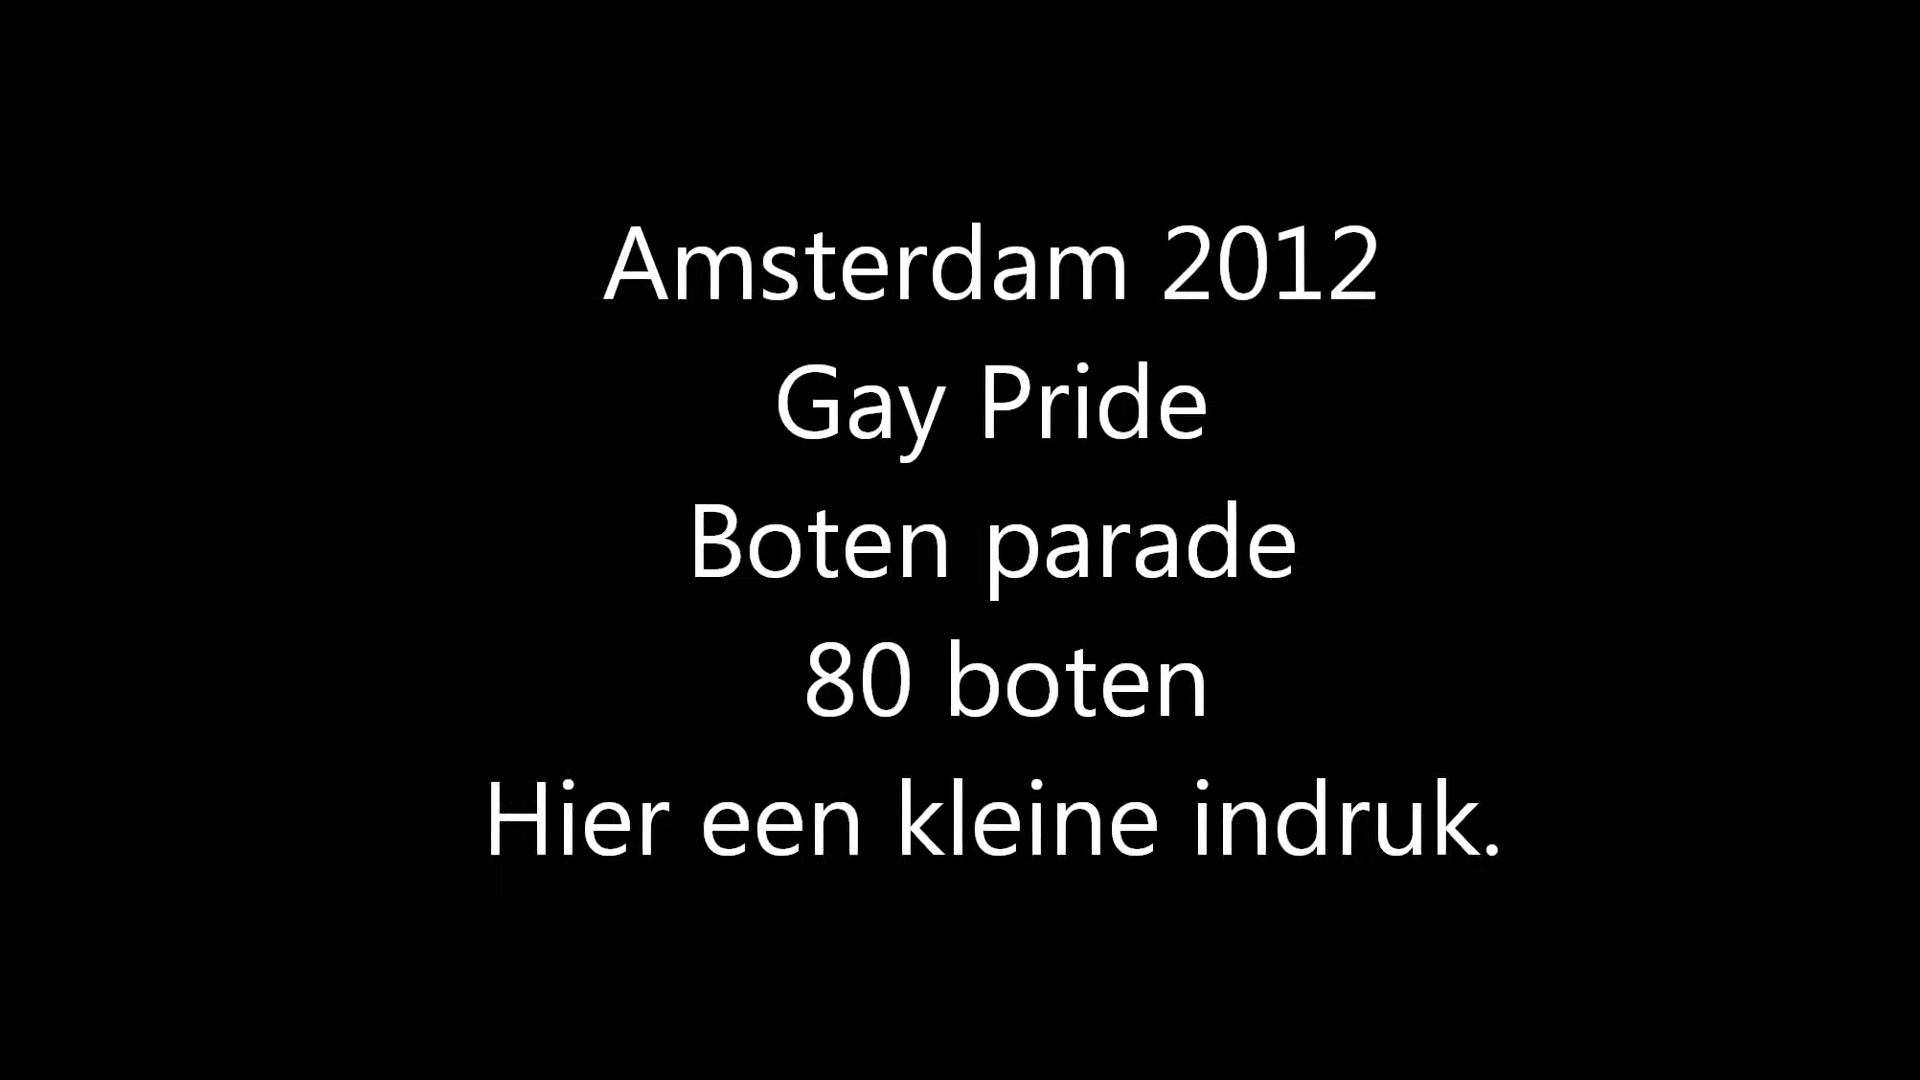 Amsterdam 2012
Gay Pride
Boten parade
80 boten
Hier een kleine indruk.